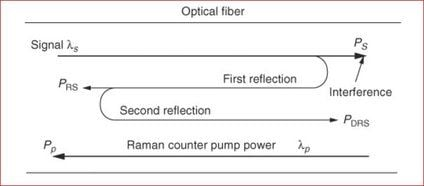 Optical fiber
Signal λs
PS
First reflection
PRS
Interference
Second reflection
PDRS
Pp
Raman counter pump power λp